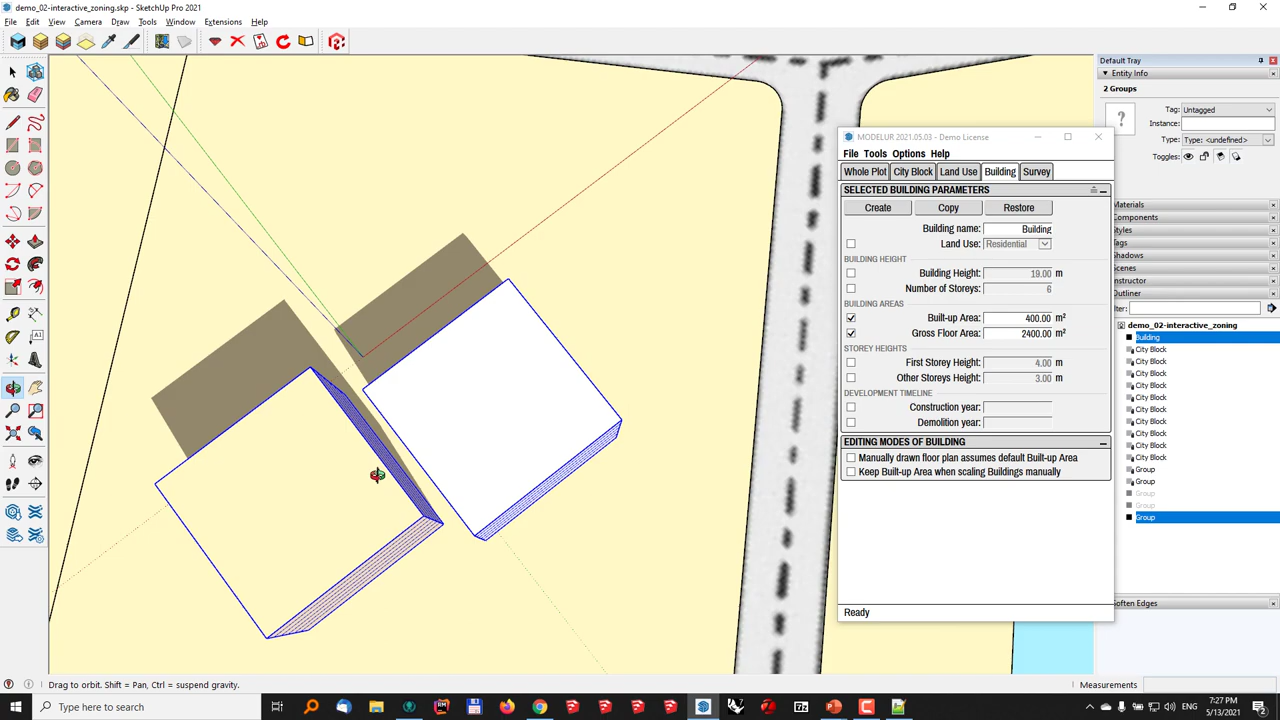 demo_02-interactive_zoning.skp - SketchUp Pro 2021
File Edit View Camera Draw Tools Window Extensions Help
Default Tray
Entity Info
2 Groups
Tag: Untagged
Instance:
Type: Type: <undefined>
Toggles:
MODELUR 2021.05.03 - Demo License
File Tools Options Help
Whole Plot City Block Land Use Building Survey
SELECTED BUILDING PARAMETERS
Create Copy Restore
Building name: Building
Land Use: Residential
BUILDING HEIGHT
Building Height: 19.00 m
Number of Storeys: 6
BUILDING AREAS
Built-up Area: 400.00 m²
Gross Floor Area: 2400.00 m²
STOREY HEIGHTS
First Storey Height: 4.00 m
Other Storeys Height: 3.00 m
DEVELOPMENT TIMELINE
Construction year:
Demolition year:
EDITING MODES OF BUILDING
Manually drawn floor plan assumes default Built-up Area
Keep Built-up Area when scaling Buildings manually
Ready
Materials
Components
Styles
Tags
Shadows
Scenes
Instructor
Outliner
Filter:
demo_02-interactive_zoning
Building
City Block
City Block
City Block
City Block
City Block
City Block
City Block
City Block
City Block
City Block
Group
Group
Group
Group
Group
Soften Edges
Drag to orbit. Shift = Pan, Ctrl = suspend gravity.
Measurements
Type here to search
ENG
7:27 PM
5/13/2021